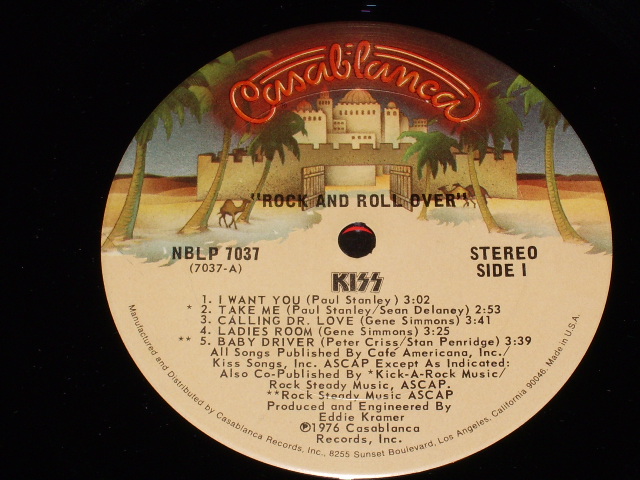 Casablanca
"ROCK AND ROLL OVER"
NBLP 7037
(7037-A)
STEREO
SIDE I
KISS
1. I WANT YOU (Paul Stanley) 3:02
* 2. TAKE ME (Paul Stanley/Sean Delaney) 2:53
3. CALLING DR. LOVE (Gene Simmons) 3:41
4. LADIES ROOM (Gene Simmons) 3:25
** 5. BABY DRIVER (Peter Criss/Stan Penridge) 3:39
All Songs Published By Café Americana, Inc./
Kiss Songs, Inc. ASCAP Except As Indicated:
Also Co-Published By *Kick-A-Rock Music/
Rock Steady Music, ASCAP.
**Rock Steady Music ASCAP
Produced and Engineered By
Eddie Kramer
℗1976 Casablanca
Records, Inc.
Manufactured and Distributed by Casablanca Records, Inc., 8255 Sunset Boulevard, Los Angeles, California 90046. Made in U.S.A.